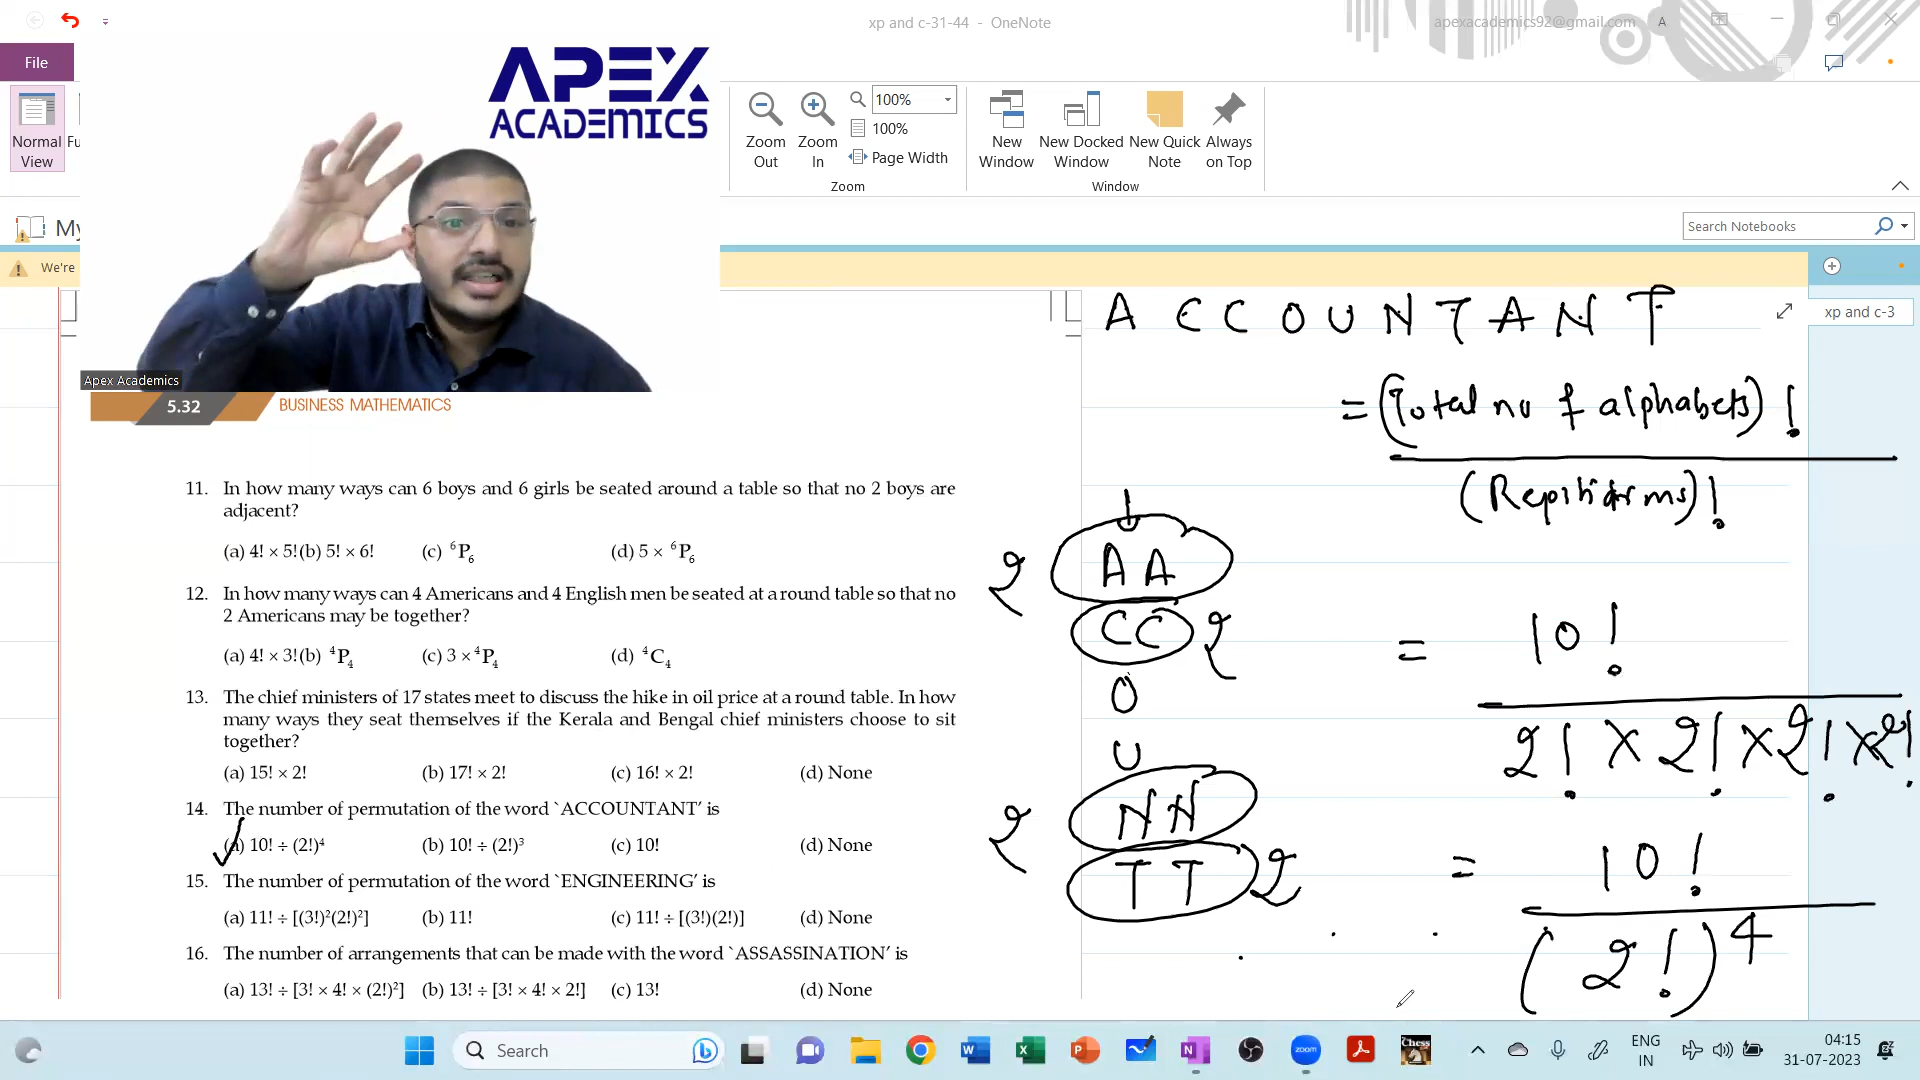 xp and c-31-44 - OneNote
apexacademics92@gmail.com A
File
APEX
ACADEMICS
100%
100%
Page Width
Normal
View
Zoom
Out
Zoom
In
New
Window
New Docked
Window
New Quick
Note
Always
on Top
Zoom
Window
My
Search Notebooks
We're
xp and c-3
Apex Academics
5.32 BUSINESS MATHEMATICS
11. In how many ways can 6 boys and 6 girls be seated around a table so that no 2 boys are
adjacent?
(a) 4! × 5! (b) 5! × 6! (c) ⁶P₆ (d) 5 × ⁶P₆
12. In how many ways can 4 Americans and 4 English men be seated at a round table so that no
2 Americans may be together?
(a) 4! × 3! (b) ⁴P₄ (c) 3 × ⁴P₄ (d) ⁴C₄
13. The chief ministers of 17 states meet to discuss the hike in oil price at a round table. In how
many ways they seat themselves if the Kerala and Bengal chief ministers choose to sit
together?
(a) 15! × 2! (b) 17! × 2! (c) 16! × 2! (d) None
14. The number of permutation of the word `ACCOUNTANT' is
(a) 10! ÷ (2!)⁴ (b) 10! ÷ (2!)³ (c) 10! (d) None
15. The number of permutation of the word `ENGINEERING' is
(a) 11! ÷ [(3!)²(2!)²] (b) 11! (c) 11! ÷ [(3!)(2!)] (d) None
16. The number of arrangements that can be made with the word `ASSASSINATION' is
(a) 13! ÷ [3! × 4! × (2!)²] (b) 13! ÷ [3! × 4! × 2!] (c) 13! (d) None
A C C O U N T A N T
= (Total no of alphabets)!
2 AA
CC 2
O
U
2 NN
TT 2
= 10!
2! × 2! × 2! × 2!
= 10!
(2!)⁴
Search
ENG
IN
04:15
31-07-2023
zoom
Chess